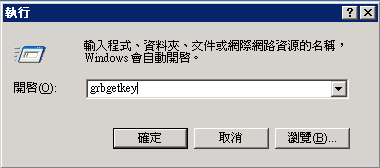 執行
輸入程式、資料夾、文件或網際網路資源的名稱，
Windows 會自動開啟。
開啟(O):
grbgetkey
確定
取消
瀏覽(B)...